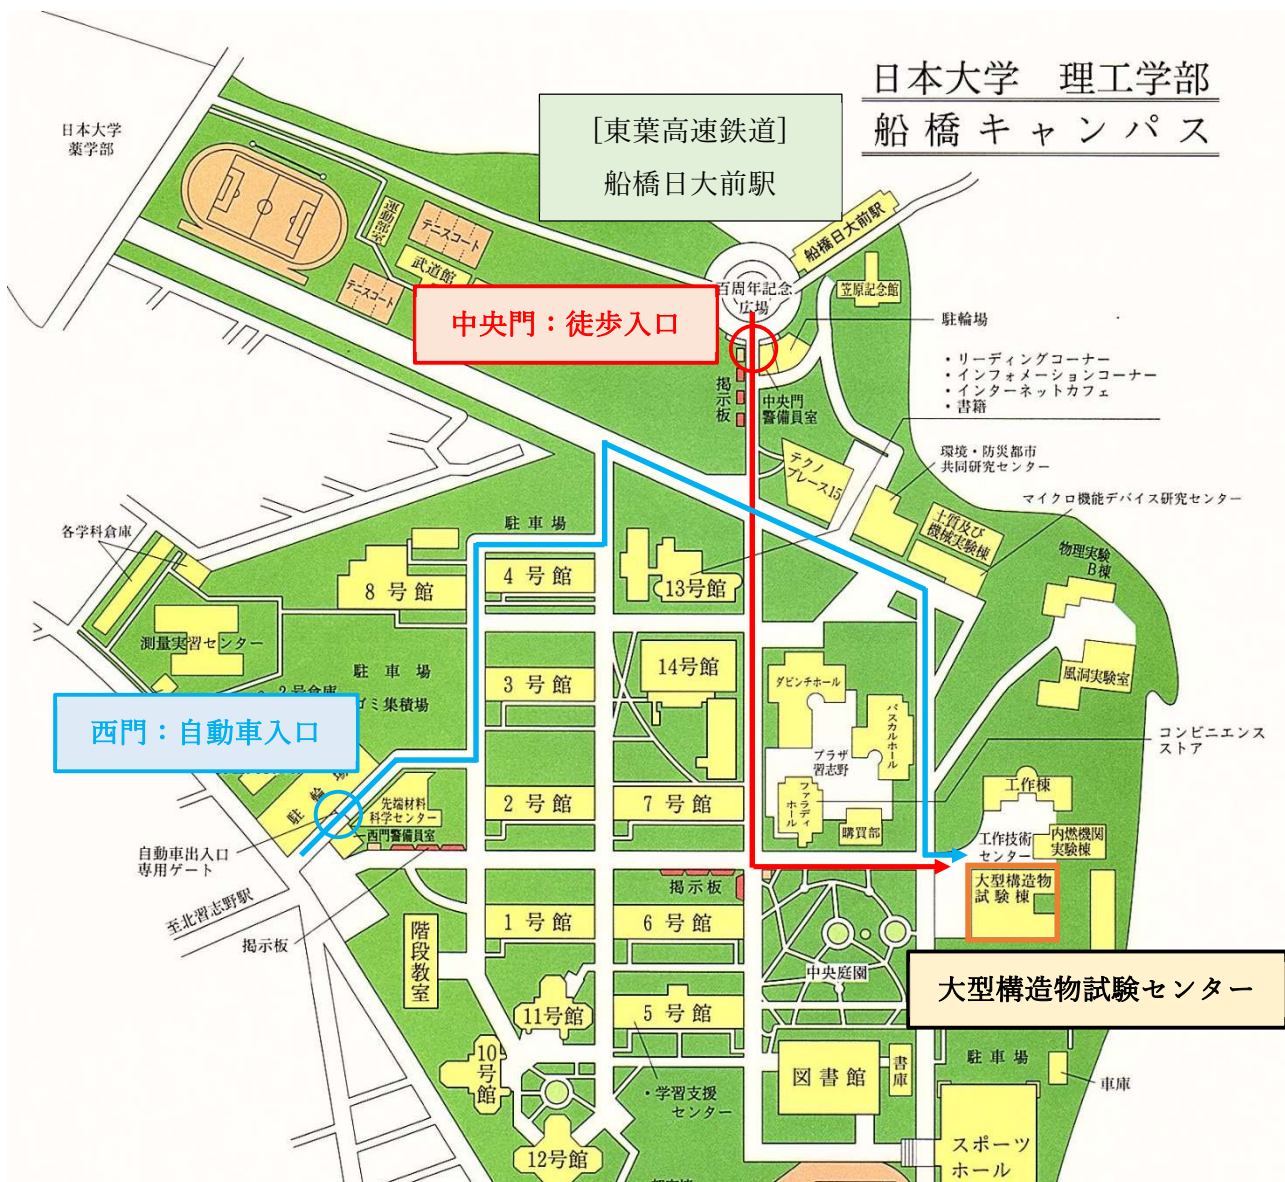 日本大学　理工学部
船橋キャンパス
[東葉高速鉄道]
船橋日大前駅
日本大学
薬学部
運動部室
テニスコート
武道館
テニスコート
船橋日大前駅
百周年記念
広場
笠原記念館
中央門：徒歩入口
駐輪場
・リーディングコーナー
・インフォメーションコーナー
・インターネットカフェ
・書籍
掲示板
中央門
警備員室
テクノ
プレース15
環境・防災都市
共同研究センター
マイクロ機能デバイス研究センター
土質及び
機械実験棟
物理実験
B棟
各学科倉庫
駐車場
8号館
4号館
13号館
測量実習センター
駐車場
3号館
14号館
ダビンチホール
パスカルホール
風洞実験室
2号倉庫
ゴミ集積場
西門：自動車入口
プラザ
習志野
コンビニエンス
ストア
駐輪場
先端材料
科学センター
2号館
7号館
ファラディ
ホール
購買部
工作棟
西門警備員室
工作技術
センター
内燃機関
実験棟
自動車出入口
専用ゲート
掲示板
大型構造物
試験棟
至北習志野駅
掲示板
階段教室
1号館
6号館
中央庭園
大型構造物試験センター
11号館
5号館
10号館
図書館
書庫
駐車場
車庫
・学習支援
センター
12号館
スポーツ
ホール